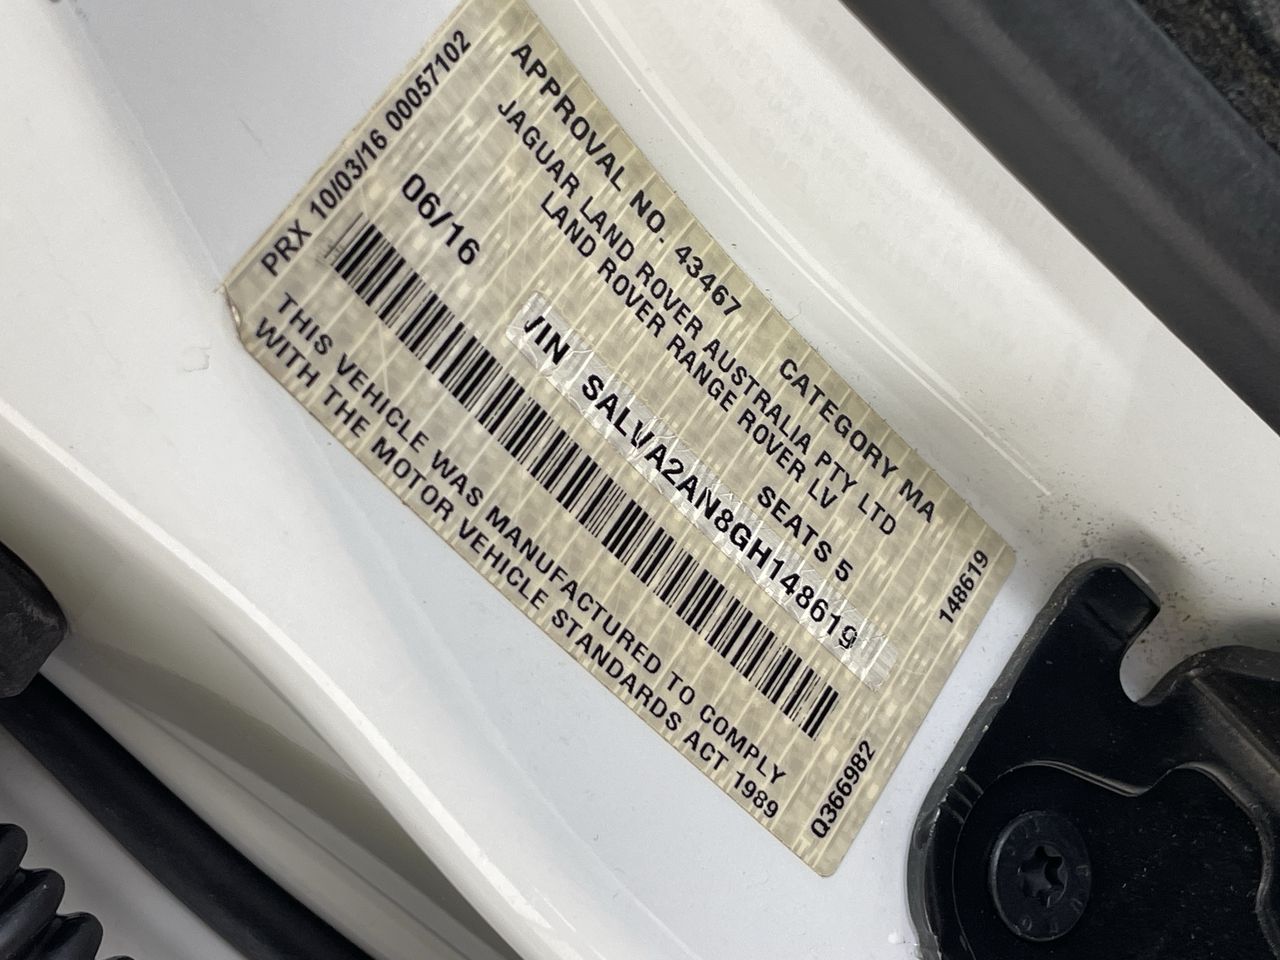 PRX 10/03/16 00057102
APPROVAL NO. 43467 CATEGORY MA
JAGUAR LAND ROVER AUSTRALIA PTY LTD
LAND ROVER RANGE ROVER LV
06/16
SEATS 5
VIN SALVA2AN8GH148619
THIS VEHICLE WAS MANUFACTURED TO COMPLY
WITH THE MOTOR VEHICLE STANDARDS ACT 1989
148619
Q3669B2